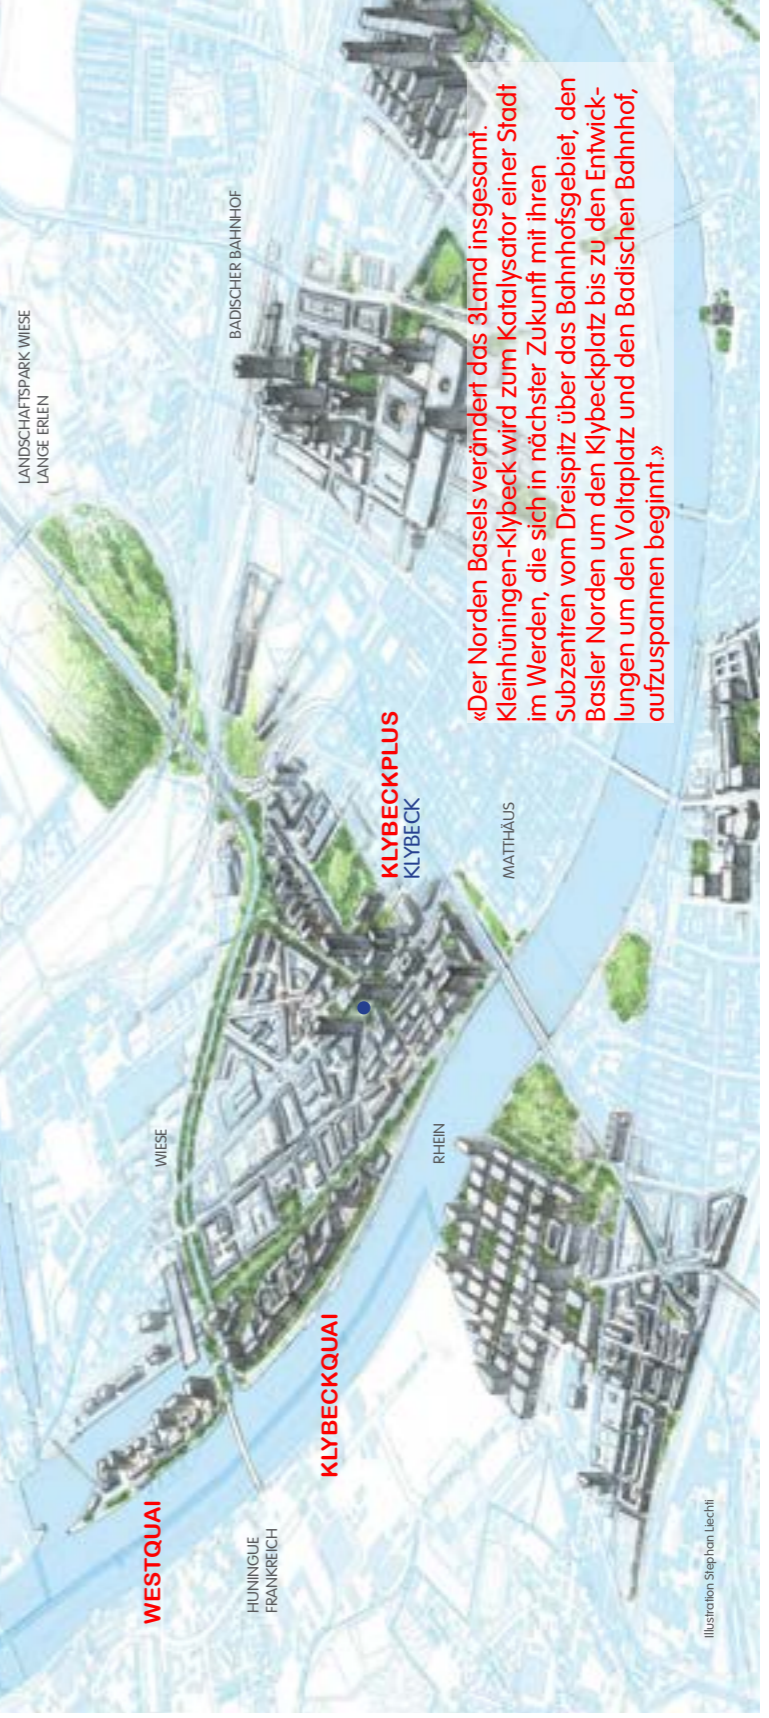 LANDSCHAFTSPARK WIESE
LANGE ERLEN
BADISCHER BAHNHOF
«Der Norden Basels verändert das 3Land insgesamt.
Kleinhüningen-Klybeck wird zum Katalysator einer Stadt
im Werden, die sich in nächster Zukunft mit ihren
Subzentren vom Dreispitz über das Bahnhofsgebiet, den
Basler Norden um den Klybeckplatz bis zu den Entwick-
lungen um den Voltaplatz und den Badischen Bahnhof,
aufzuspannen beginnt.»
KLYBECKPLUS
KLYBECK
MATTHÄUS
WIESE
RHEIN
KLYBECKQUAI
WESTQUAI
HUNINGUE
FRANKREICH
Illustration Stephan Liechti